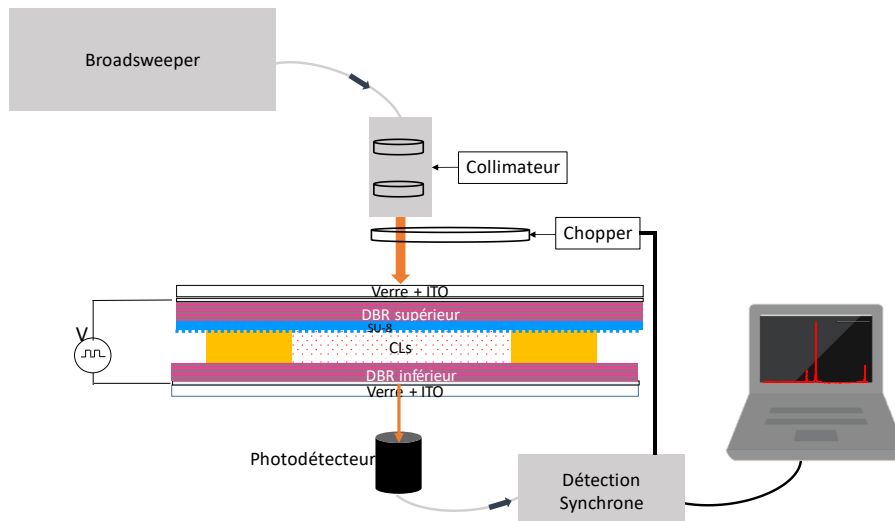 Broadsweeper
Collimateur
Chopper
Verre + ITO
DBR supérieur
SU-8
V
CLs
DBR inférieur
Verre + ITO
Photodétecteur
Détection
Synchrone